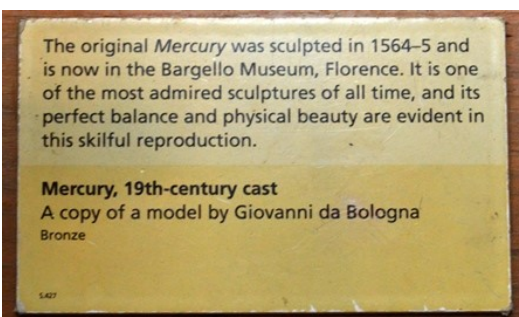 The original Mercury was sculpted in 1564–5 and
is now in the Bargello Museum, Florence. It is one
of the most admired sculptures of all time, and its
perfect balance and physical beauty are evident in
this skilful reproduction.
Mercury, 19th-century cast
A copy of a model by Giovanni da Bologna
Bronze
S.427